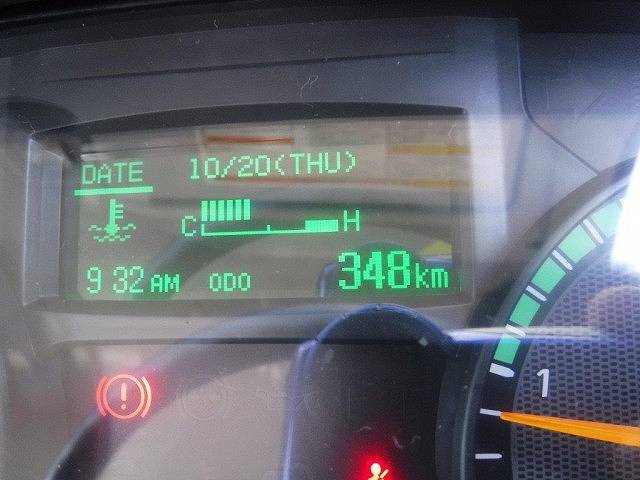 DATE 10/20(THU)
C H
9 32 AM ODO 348km
1